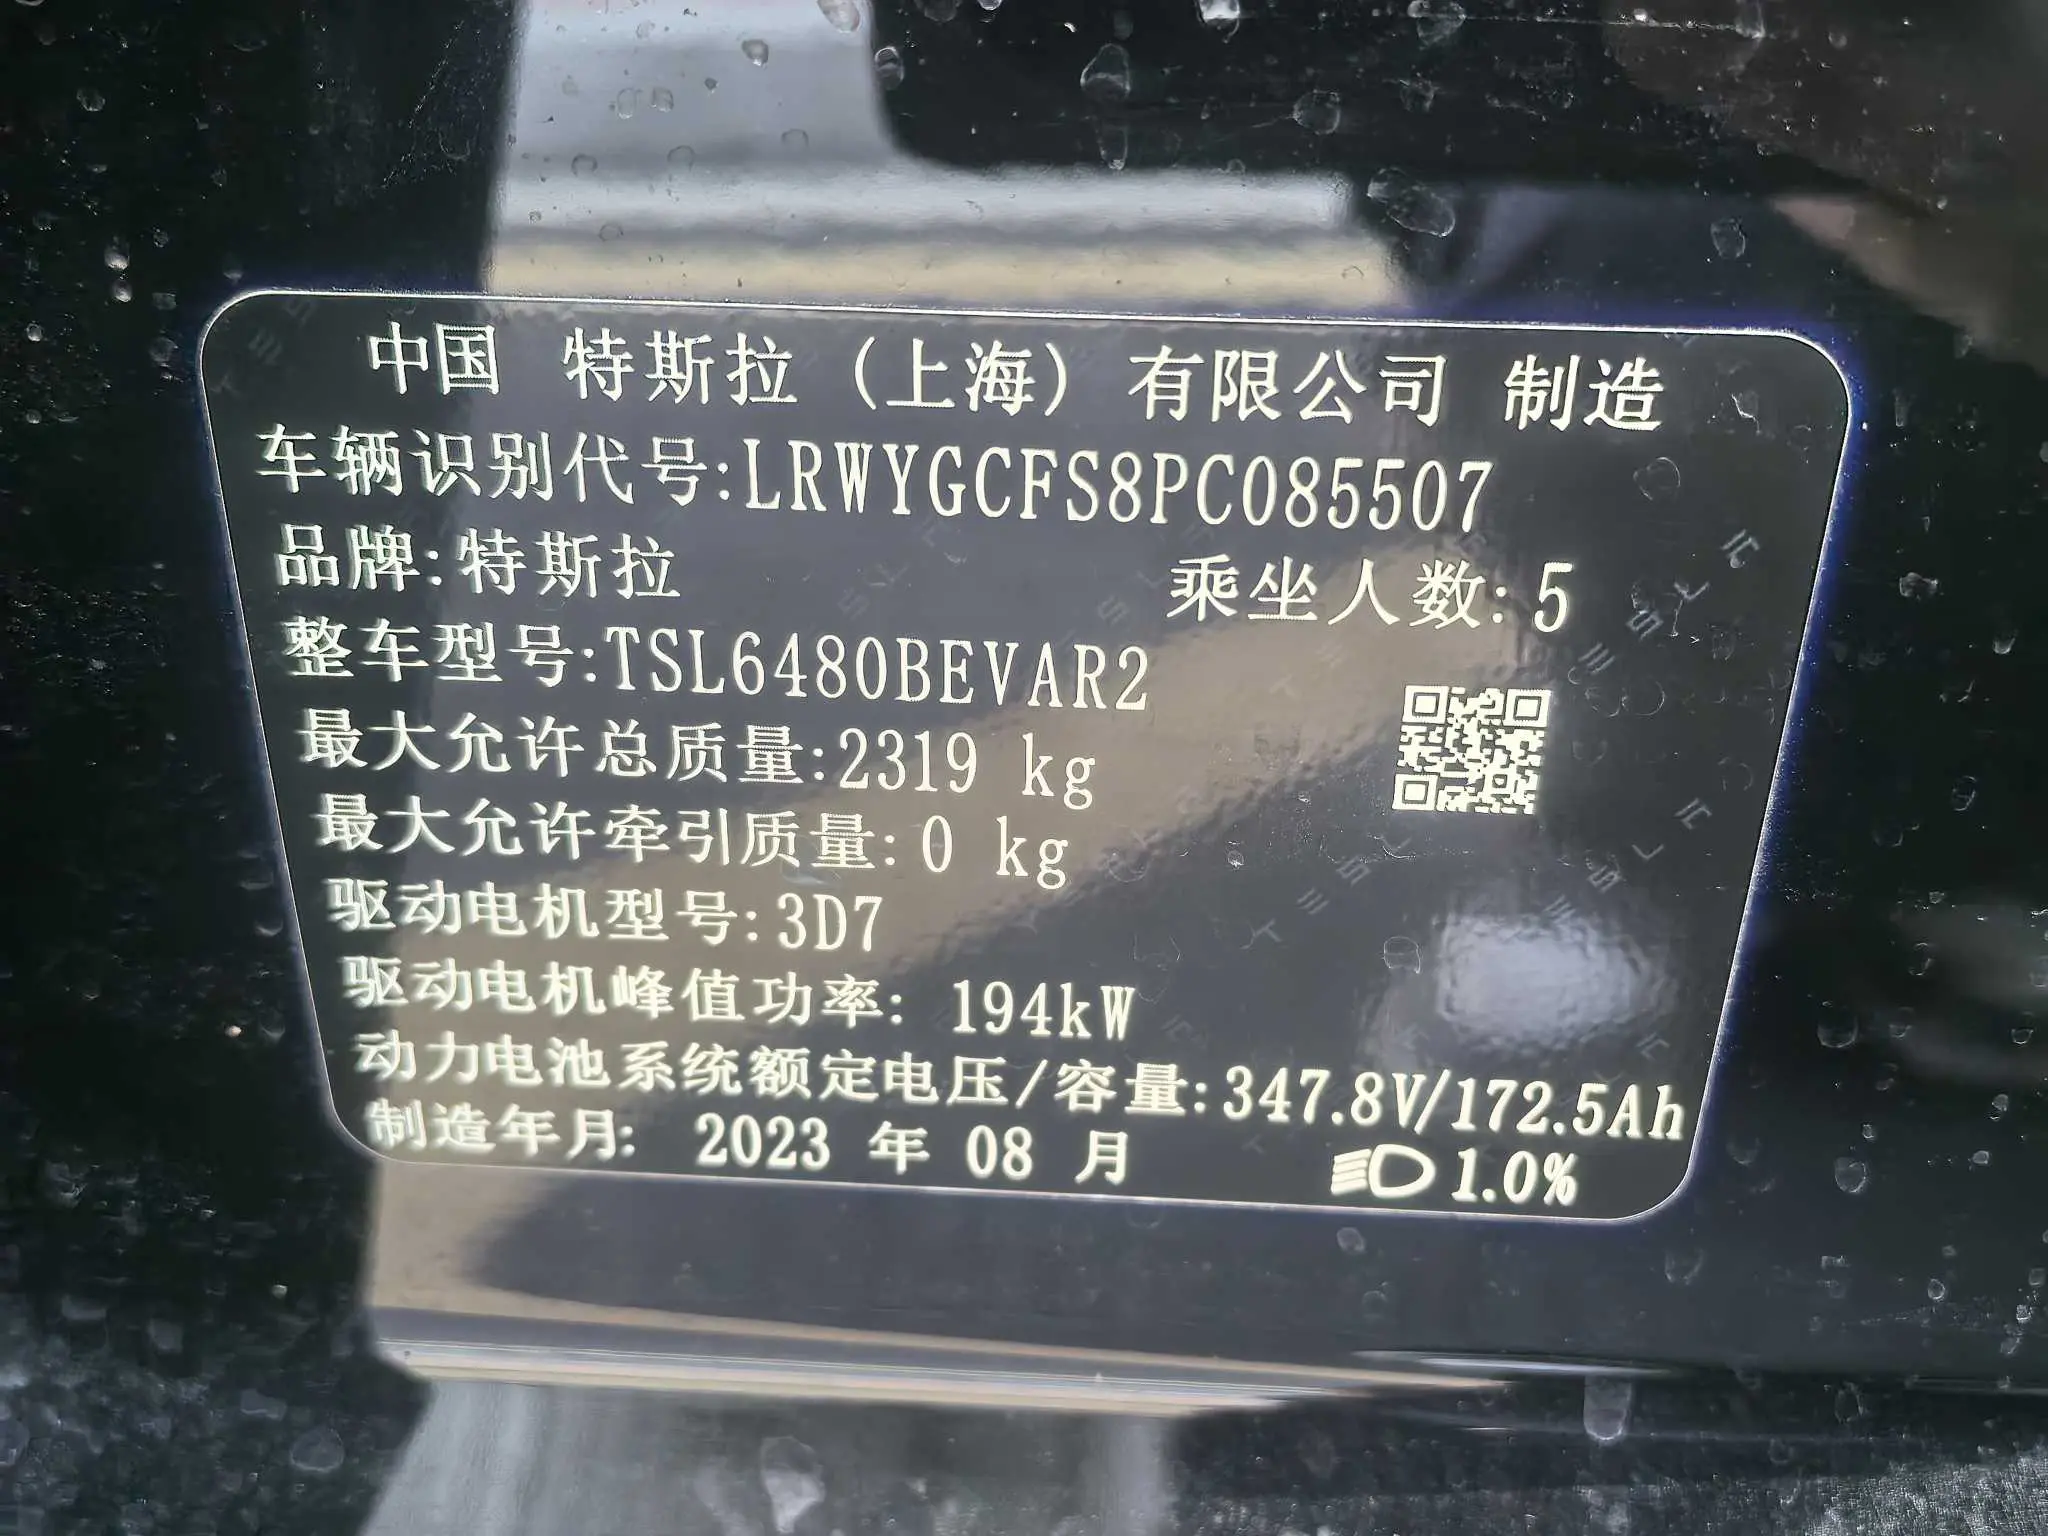 中国 特斯拉 (上海) 有限公司 制造
车辆识别代号:LRWYGCFS8PC085507
品牌:特斯拉 乘坐人数: 5
整车型号:TSL6480BEVAR2
最大允许总质量:2319 kg
最大允许牵引质量: 0 kg
驱动电机型号: 3D7
驱动电机峰值功率: 194kW
动力电池系统额定电压/容量: 347.8V/172.5Ah
制造年月: 2023 年 08 月 1.0%